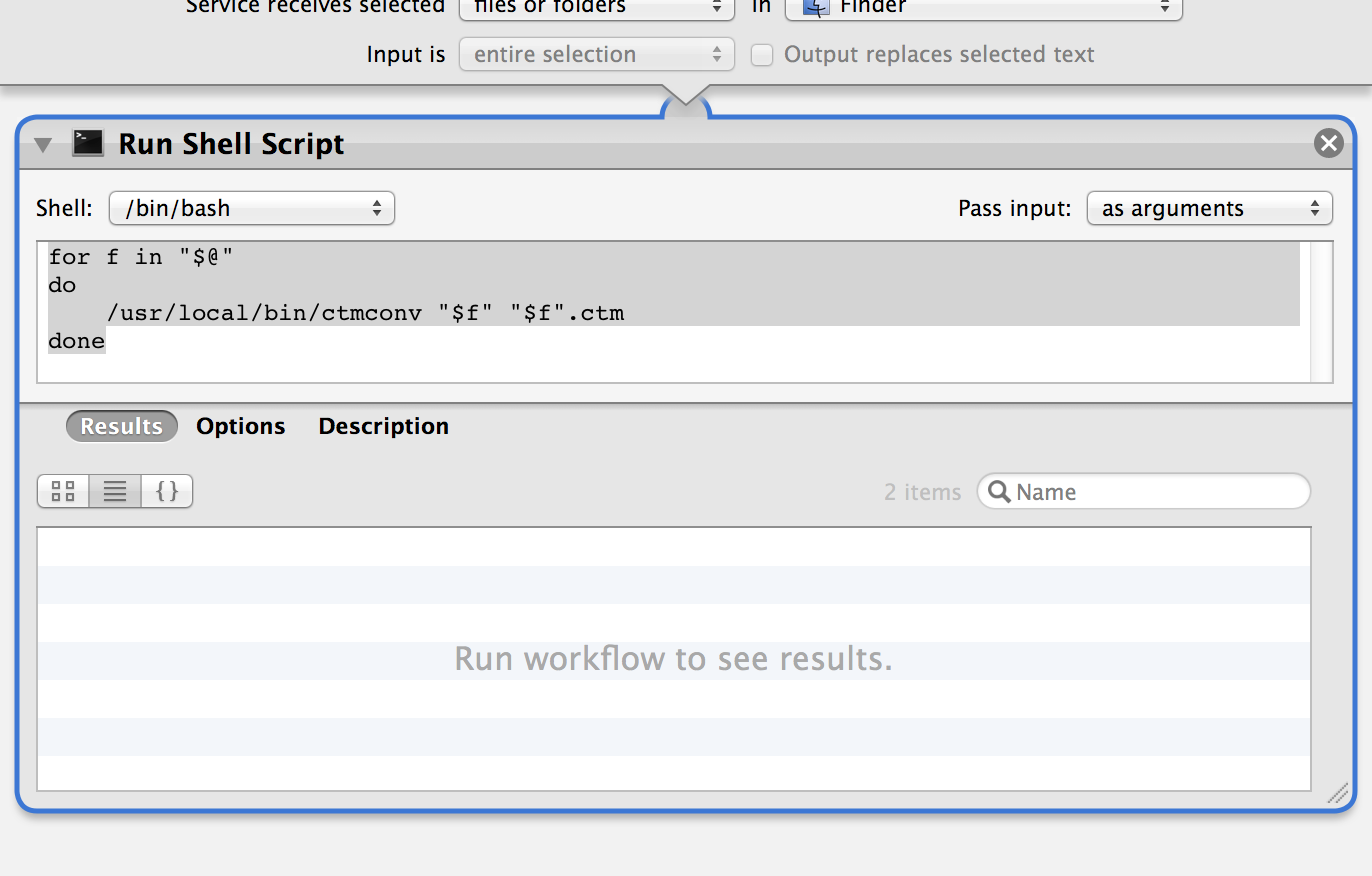 Service receives selected files or folders in Finder
Input is entire selection Output replaces selected text
Run Shell Script
Shell: /bin/bash Pass input: as arguments
for f in "$@"
do
    /usr/local/bin/ctmconv "$f" "$f".ctm
done
Results Options Description
{} 2 items Name
Run workflow to see results.